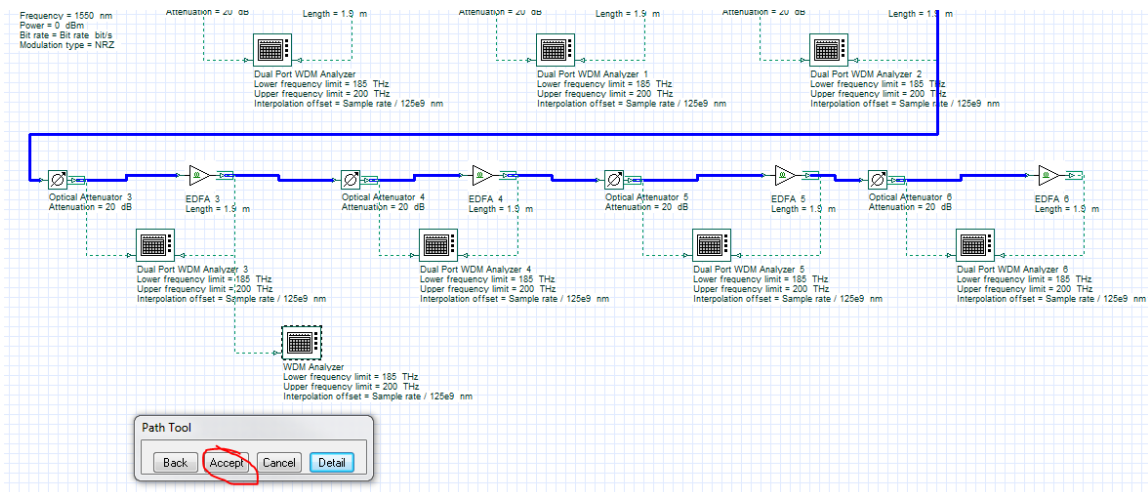 Frequency = 1550 nm
Power = 0 dBm
Bit rate = Bit rate bit/s
Modulation type = NRZ
Attenuation = 20 dB
Length = 1.9 m
Attenuation = 20 dB
Length = 1.9 m
Attenuation = 20 dB
Length = 1.9 m
Dual Port WDM Analyzer
Lower frequency limit = 185 THz
Upper frequency limit = 200 THz
Interpolation offset = Sample rate / 125e9 nm
Dual Port WDM Analyzer 1
Lower frequency limit = 185 THz
Upper frequency limit = 200 THz
Interpolation offset = Sample rate / 125e9 nm
Dual Port WDM Analyzer 2
Lower frequency limit = 185 THz
Upper frequency limit = 200 THz
Interpolation offset = Sample rate / 125e9 nm
Optical Attenuator 3
Attenuation = 20 dB
EDFA 3
Length = 1.9 m
Optical Attenuator 4
Attenuation = 20 dB
EDFA 4
Length = 1.9 m
Optical Attenuator 5
Attenuation = 20 dB
EDFA 5
Length = 1.9 m
Optical Attenuator 6
Attenuation = 20 dB
EDFA 6
Length = 1.9 m
Dual Port WDM Analyzer 3
Lower frequency limit = 185 THz
Upper frequency limit = 200 THz
Interpolation offset = Sample rate / 125e9 nm
Dual Port WDM Analyzer 4
Lower frequency limit = 185 THz
Upper frequency limit = 200 THz
Interpolation offset = Sample rate / 125e9 nm
Dual Port WDM Analyzer 5
Lower frequency limit = 185 THz
Upper frequency limit = 200 THz
Interpolation offset = Sample rate / 125e9 nm
Dual Port WDM Analyzer 6
Lower frequency limit = 185 THz
Upper frequency limit = 200 THz
Interpolation offset = Sample rate / 125e9 nm
WDM Analyzer
Lower frequency limit = 185 THz
Upper frequency limit = 200 THz
Interpolation offset = Sample rate / 125e9 nm
Path Tool
Back
Accept
Cancel
Detail